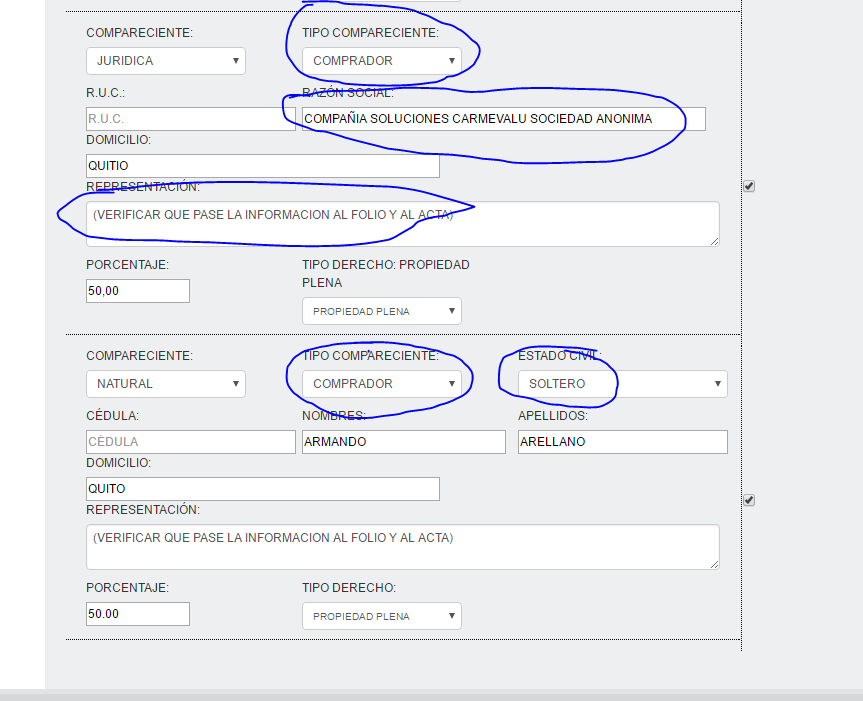 COMPARECIENTE: TIPO COMPARECIENTE:
JURIDICA COMPRADOR
R.U.C.: RAZÓN SOCIAL:
R.U.C. COMPAÑIA SOLUCIONES CARMEVALU SOCIEDAD ANONIMA
DOMICILIO:
QUITIO
REPRESENTACIÓN:
(VERIFICAR QUE PASE LA INFORMACION AL FOLIO Y AL ACTA)
PORCENTAJE: TIPO DERECHO: PROPIEDAD
PLENA
50,00
PROPIEDAD PLENA
COMPARECIENTE: TIPO COMPARECIENTE: ESTADO CIVIL:
NATURAL COMPRADOR SOLTERO
CÉDULA: NOMBRES: APELLIDOS:
CÉDULA ARMANDO ARELLANO
DOMICILIO:
QUITO
REPRESENTACIÓN:
(VERIFICAR QUE PASE LA INFORMACION AL FOLIO Y AL ACTA)
PORCENTAJE: TIPO DERECHO:
50.00 PROPIEDAD PLENA